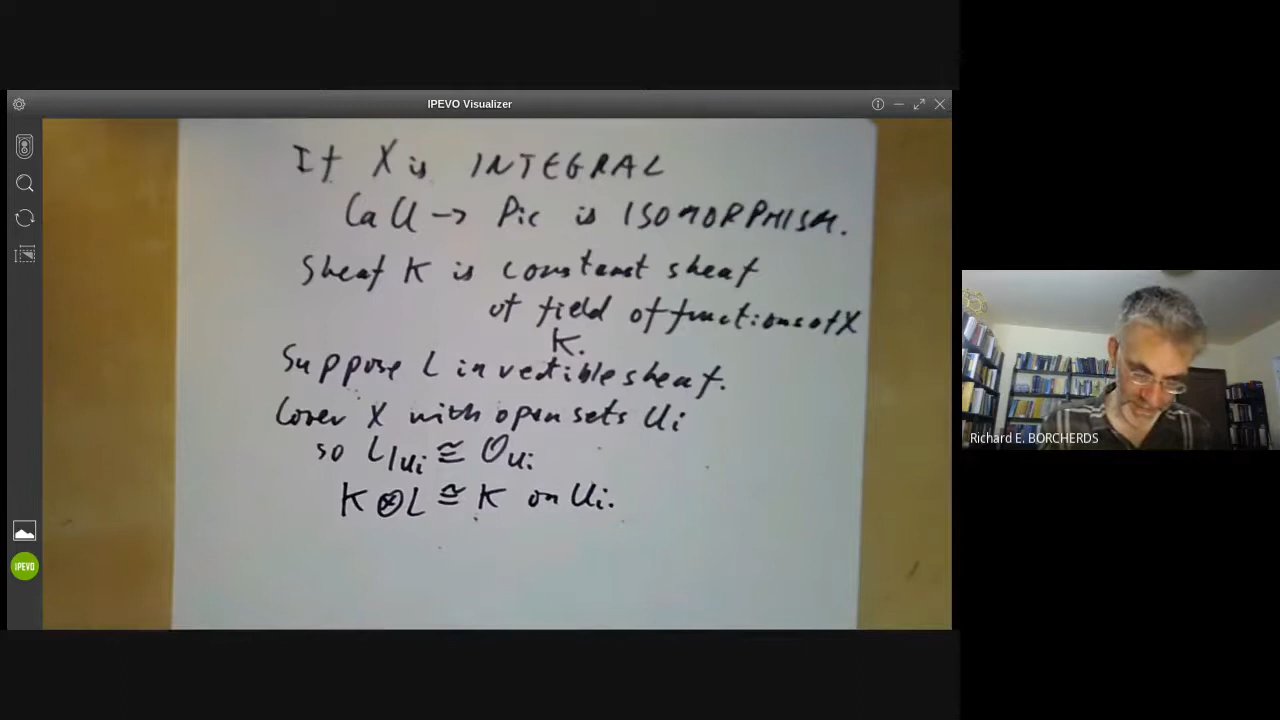 IPEVO Visualizer
If X is INTEGRAL
CaCl → Pic is ISOMORPHISM.
Sheaf K is constant sheaf
of field of functions of X
K.
Suppose L invertible sheaf.
Cover X with open sets Ui
so L|Ui ≅ OUi
K⊗L ≅ K on Ui.
Richard E. BORCHERDS
IPEVO